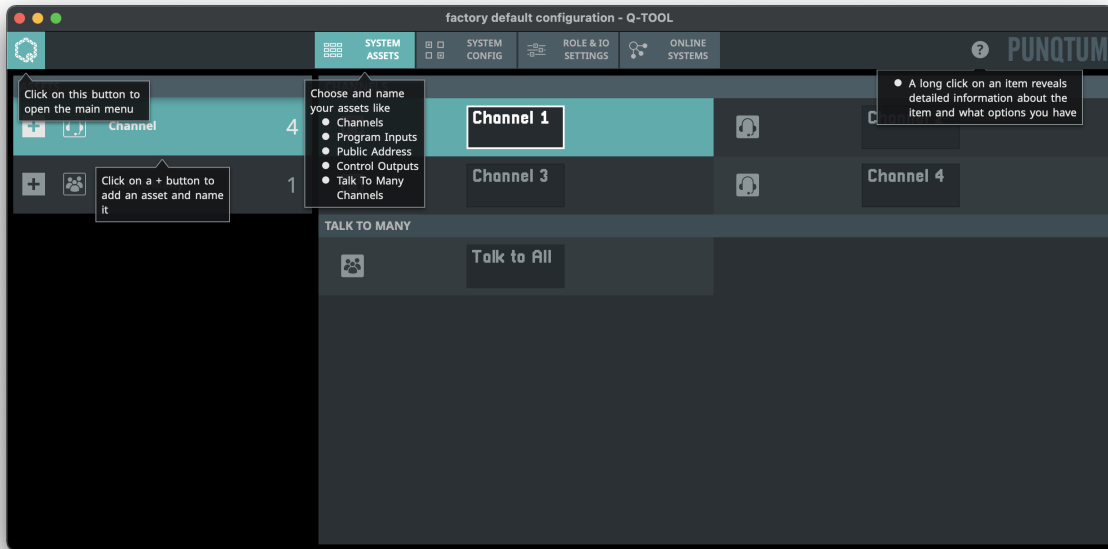 factory default configuration - Q-TOOL
SYSTEM
ASSETS
SYSTEM
CONFIG
ROLE & IO
SETTINGS
ONLINE
SYSTEMS
?
PUNQTUM
Click on this button to
open the main menu
Choose and name
your assets like
Channels
Program Inputs
Public Address
Control Outputs
Talk To Many
Channels
A long click on an item reveals
detailed information about the
item and what options you have
+
Channel
4
Channel 1
+
Click on a + button to
add an asset and name
it
1
Channel 3
Channel 4
TALK TO MANY
Talk to All